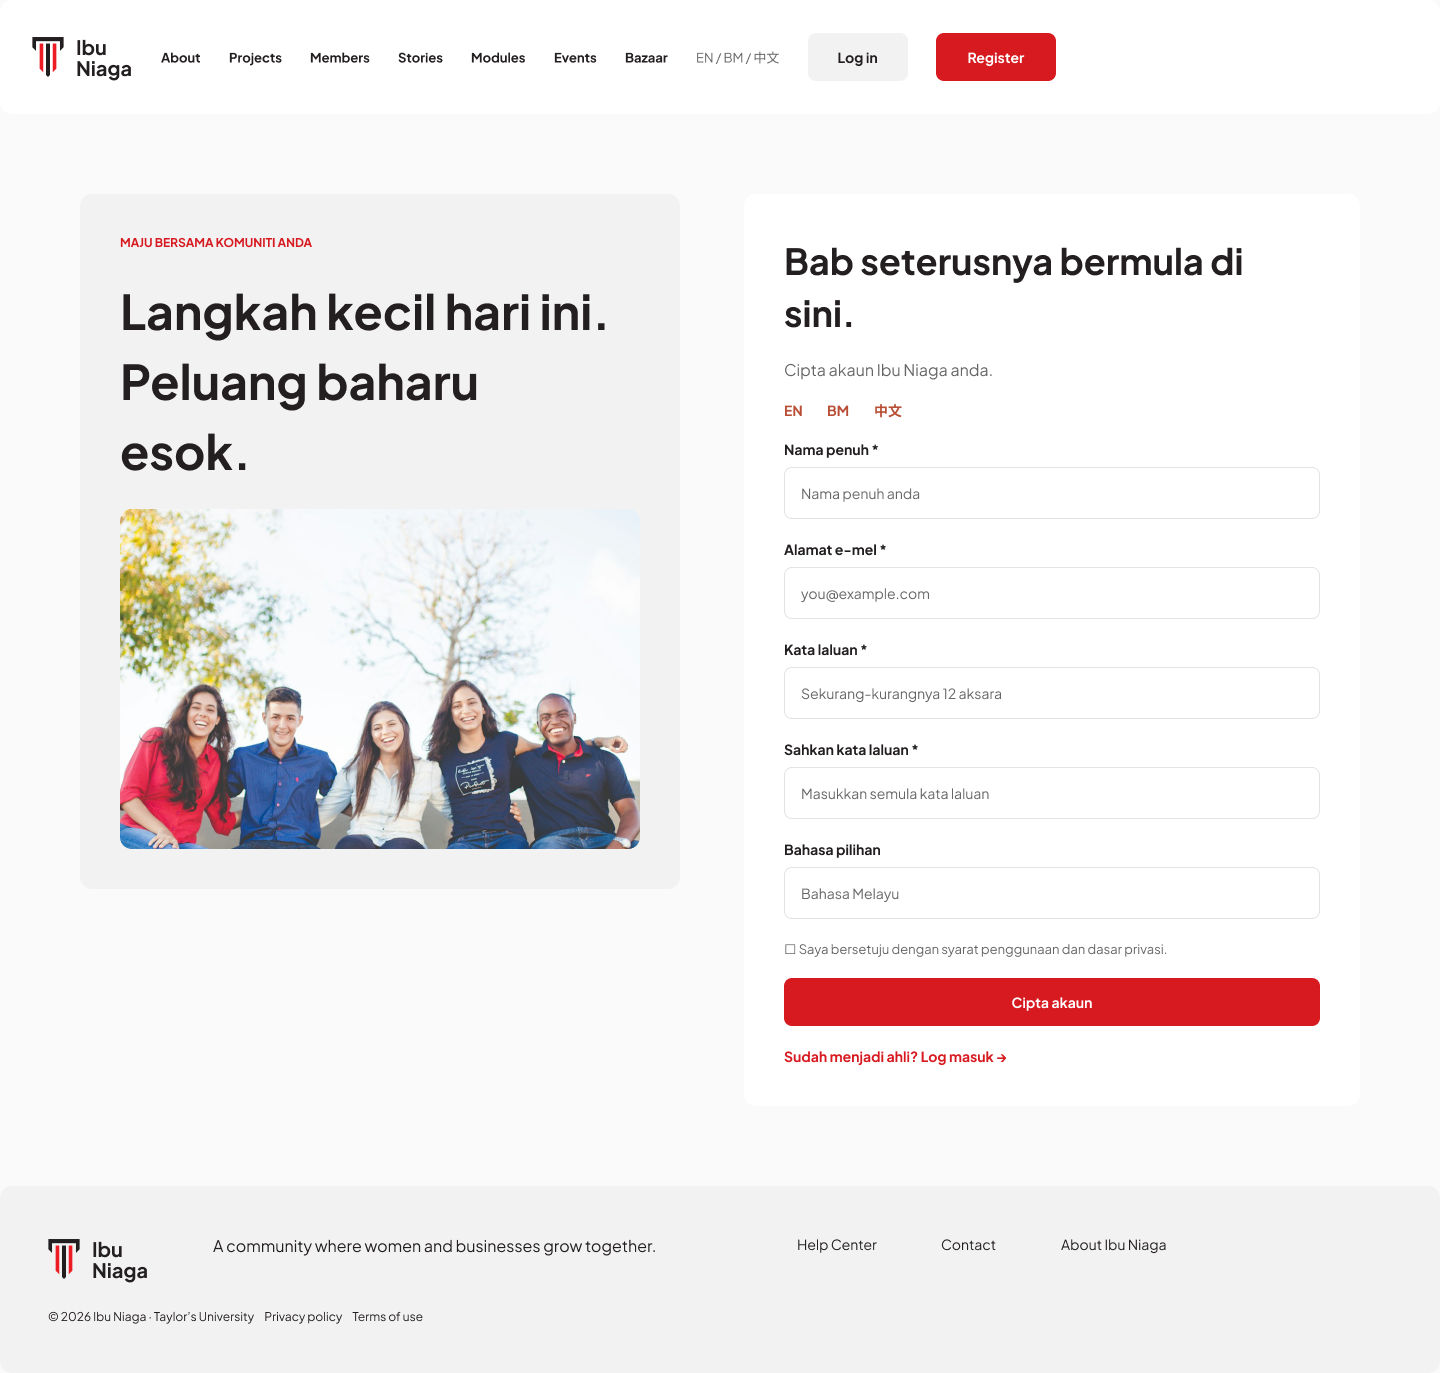 Ibu
Niaga
About
Projects
Members
Stories
Modules
Events
Bazaar
EN / BM / 中文
Log in
Register
MAJU BERSAMA KOMUNITI ANDA
Langkah kecil hari ini.
Peluang baharu
esok.
Bab seterusnya bermula di
sini.
Cipta akaun Ibu Niaga anda.
EN
BM
中文
Nama penuh *
Nama penuh anda
Alamat e-mel *
you@example.com
Kata laluan *
Sekurang-kurangnya 12 aksara
Sahkan kata laluan *
Masukkan semula kata laluan
Bahasa pilihan
Bahasa Melayu
☐ Saya bersetuju dengan syarat penggunaan dan dasar privasi.
Cipta akaun
Sudah menjadi ahli? Log masuk →
Ibu
Niaga
A community where women and businesses grow together.
Help Center
Contact
About Ibu Niaga
© 2026 Ibu Niaga · Taylor's University
Privacy policy
Terms of use